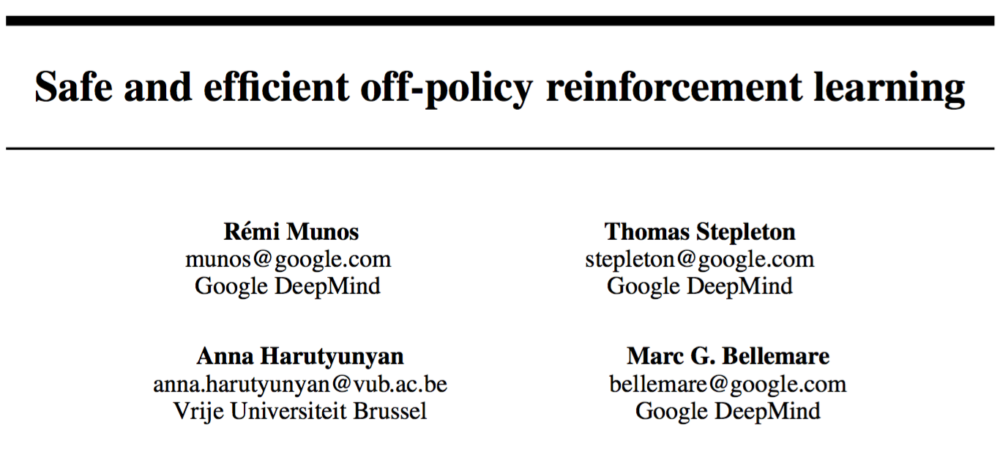 Safe and efficient off-policy reinforcement learning
Rémi Munos
munos@google.com
Google DeepMind
Thomas Stepleton
stepleton@google.com
Google DeepMind
Anna Harutyunyan
anna.harutyunyan@vub.ac.be
Vrije Universiteit Brussel
Marc G. Bellemare
bellemare@google.com
Google DeepMind